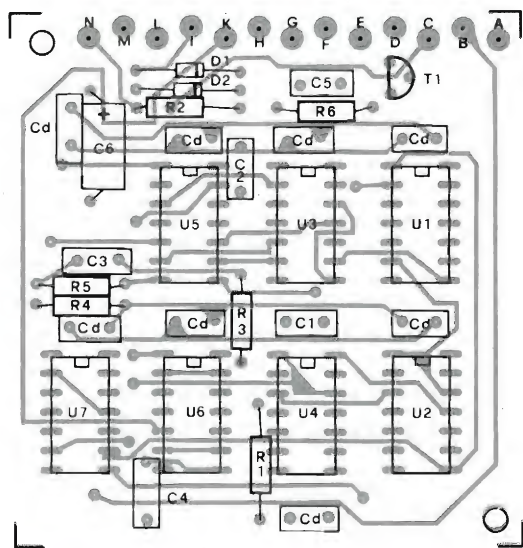 N M L I K H G F E D C B A
D1
D2
C5
T1
R2
R6
Cd
C6
Cd
Cd
Cd
C2
U5
U3
U1
C3
R5
R4
R3
Cd
Cd
C1
Cd
U7
U6
U4
U2
R1
C4
Cd
+